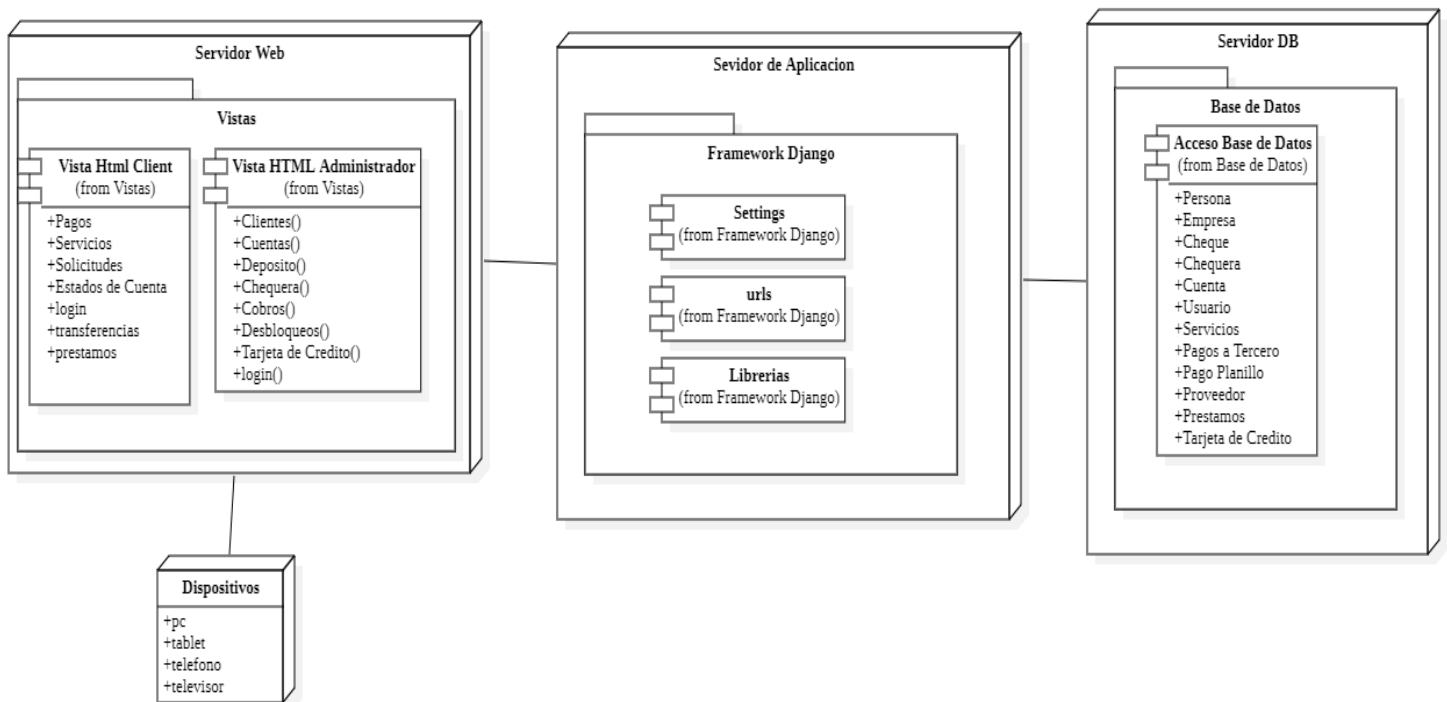 Servidor Web
Vistas
Vista Html Client
(from Vistas)
+Pagos
+Servicios
+Solicitudes
+Estados de Cuenta
+login
+transferencias
+prestamos
Vista HTML Administrador
(from Vistas)
+Clientes()
+Cuentas()
+Deposito()
+Chequera()
+Cobros()
+Desbloqueos()
+Tarjeta de Credito()
+login()
Dispositivos
+pc
+tablet
+telefono
+televisor
Sevidor de Aplicacion
Framework Django
Settings
(from Framework Django)
urls
(from Framework Django)
Librerias
(from Framework Django)
Servidor DB
Base de Datos
Acceso Base de Datos
(from Base de Datos)
+Persona
+Empresa
+Cheque
+Chequera
+Cuenta
+Usuario
+Servicios
+Pagos a Tercero
+Pago Planillo
+Proveedor
+Prestamos
+Tarjeta de Credito